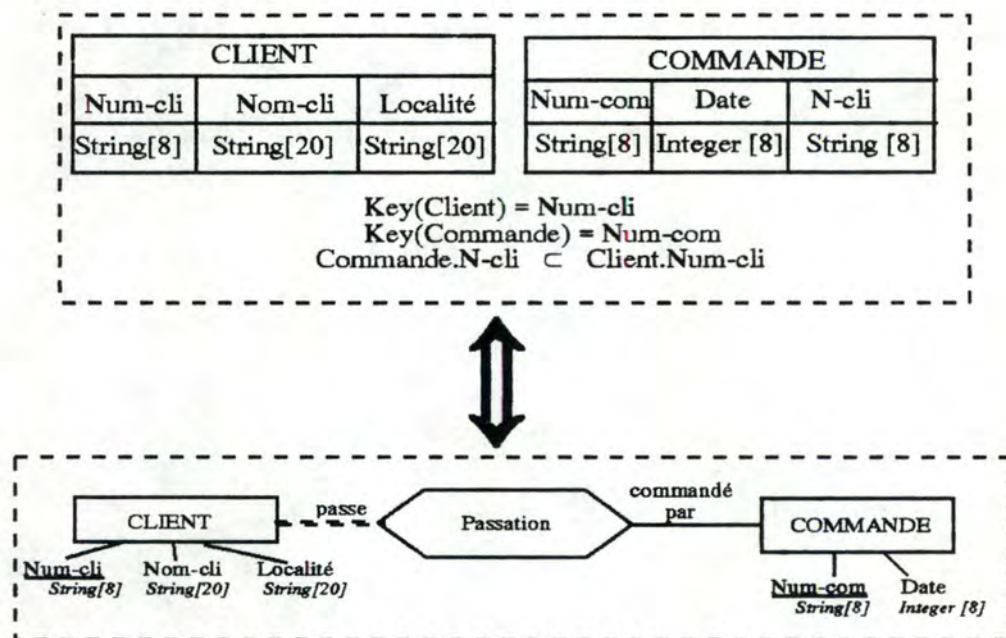 CLIENT
Num-cli Nom-cli Localité
String[8] String[20] String[20]
COMMANDE
Num-com Date N-cli
String[8] Integer [8] String [8]
Key(Client) = Num-cli
Key(Commande) = Num-com
Commande.N-cli ⊂ Client.Num-cli
CLIENT
passe
Passation
commandé
par
COMMANDE
Num-cli Nom-cli Localité
String[8] String[20] String[20]
Num-com Date
String[8] Integer [8]